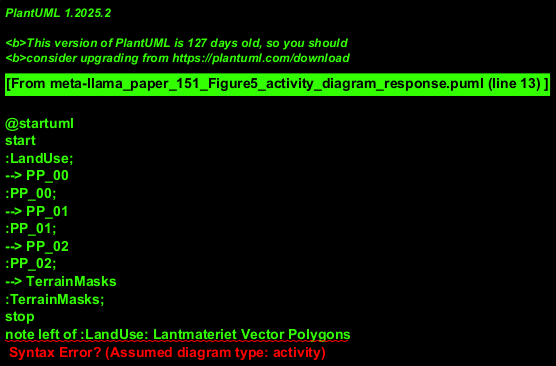 PlantUML 1.2025.2
<b>This version of PlantUML is 127 days old, so you should
<b>consider upgrading from https://plantuml.com/download
[From meta-llama_paper_151_Figure5_activity_diagram_response.puml (line 13) ]
@startuml
start
:LandUse;
--> PP_00
:PP_00;
--> PP_01
:PP_01;
--> PP_02
:PP_02;
--> TerrainMasks
:TerrainMasks;
stop
note left of :LandUse: Lantmateriet Vector Polygons
Syntax Error? (Assumed diagram type: activity)